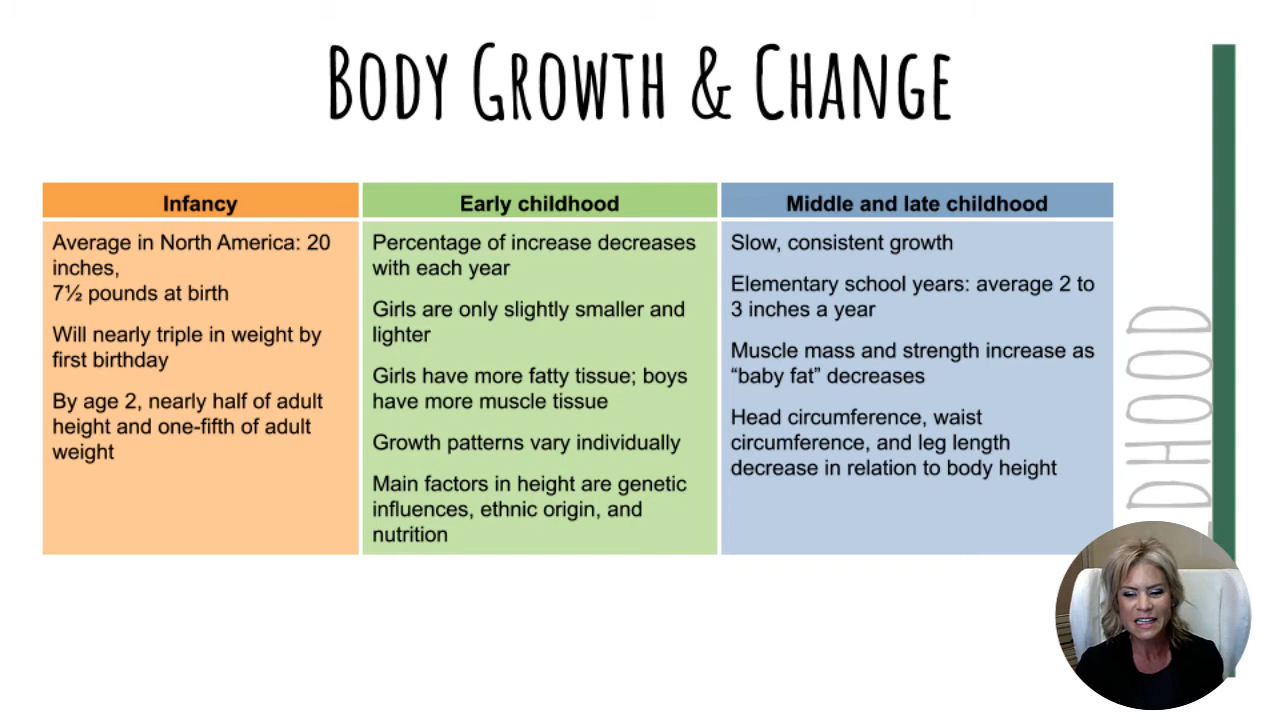 BODY GROWTH & CHANGE
Infancy
Average in North America: 20
inches,
7½ pounds at birth
Will nearly triple in weight by
first birthday
By age 2, nearly half of adult
height and one-fifth of adult
weight
Early childhood
Percentage of increase decreases
with each year
Girls are only slightly smaller and
lighter
Girls have more fatty tissue; boys
have more muscle tissue
Growth patterns vary individually
Main factors in height are genetic
influences, ethnic origin, and
nutrition
Middle and late childhood
Slow, consistent growth
Elementary school years: average 2 to
3 inches a year
Muscle mass and strength increase as
“baby fat” decreases
Head circumference, waist
circumference, and leg length
decrease in relation to body height